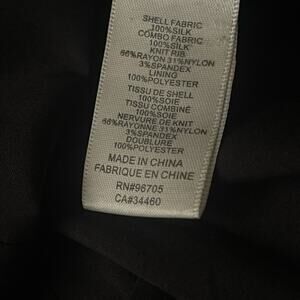 SHELL FABRIC
100%SILK
COMBO FABRIC
100%SILK
KNIT RIB
66%RAYON 31%NYLON
3%SPANDEX
LINING
100%POLYESTER
TISSU DE SHELL
100%SOIE
TISSU COMBINÉ
100%SOIE
NERVURE DE KNIT
66%RAYONNE 31%NYLON
3%SPANDEX
DOUBLURE
100%POLYESTER
MADE IN CHINA
FABRIQUE EN CHINE
RN#96705
CA#34460